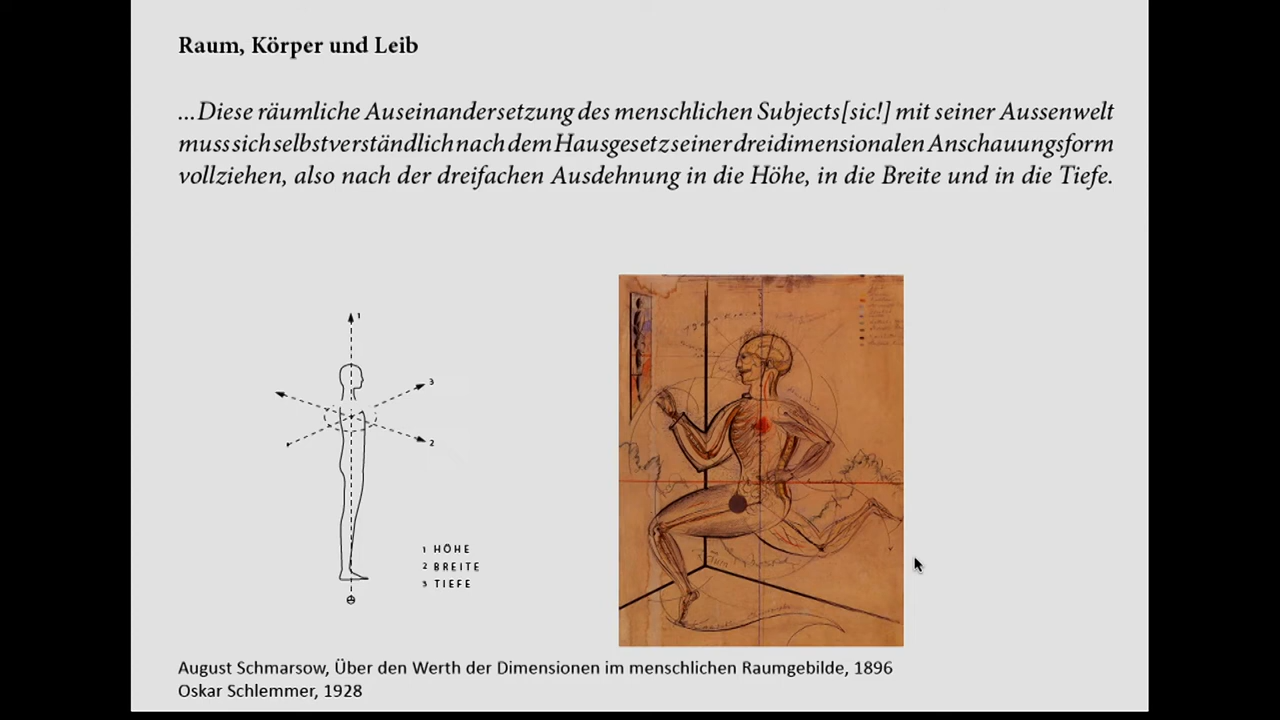 Raum, Körper und Leib
...Diese räumliche Auseinandersetzung des menschlichen Subjects[sic!] mit seiner Aussenwelt
muss sich selbstverständlich nach dem Hausgesetz seiner dreidimensionalen Anschauungsform
vollziehen, also nach der dreifachen Ausdehnung in die Höhe, in die Breite und in die Tiefe.
1
3
2
1 HÖHE
2 BREITE
3 TIEFE
August Schmarsow, Über den Werth der Dimensionen im menschlichen Raumgebilde, 1896
Oskar Schlemmer, 1928